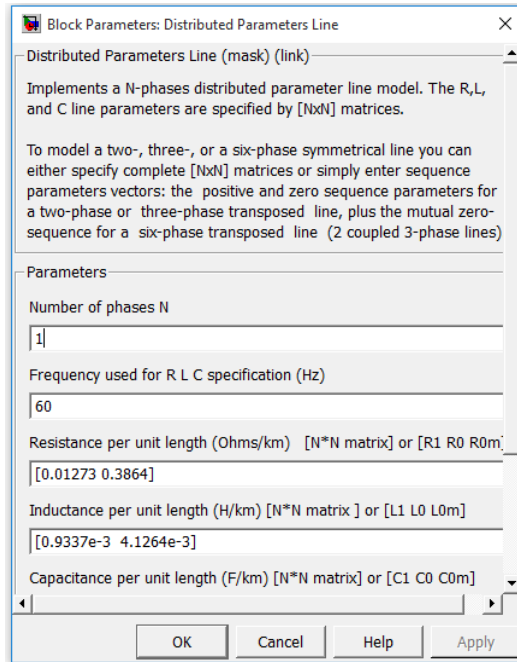 Block Parameters: Distributed Parameters Line
Distributed Parameters Line (mask) (link)
Implements a N-phases distributed parameter line model. The R,L,
and C line parameters are specified by [NxN] matrices.
To model a two-, three-, or a six-phase symmetrical line you can
either specify complete [NxN] matrices or simply enter sequence
parameters vectors: the positive and zero sequence parameters for
a two-phase or three-phase transposed line, plus the mutual zero-
sequence for a six-phase transposed line (2 coupled 3-phase lines)
Parameters
Number of phases N
1
Frequency used for R L C specification (Hz)
60
Resistance per unit length (Ohms/km) [N*N matrix] or [R1 R0 R0m]
[0.01273 0.3864]
Inductance per unit length (H/km) [N*N matrix ] or [L1 L0 L0m]
[0.9337e-3 4.1264e-3]
Capacitance per unit length (F/km) [N*N matrix] or [C1 C0 C0m]
OK Cancel Help Apply